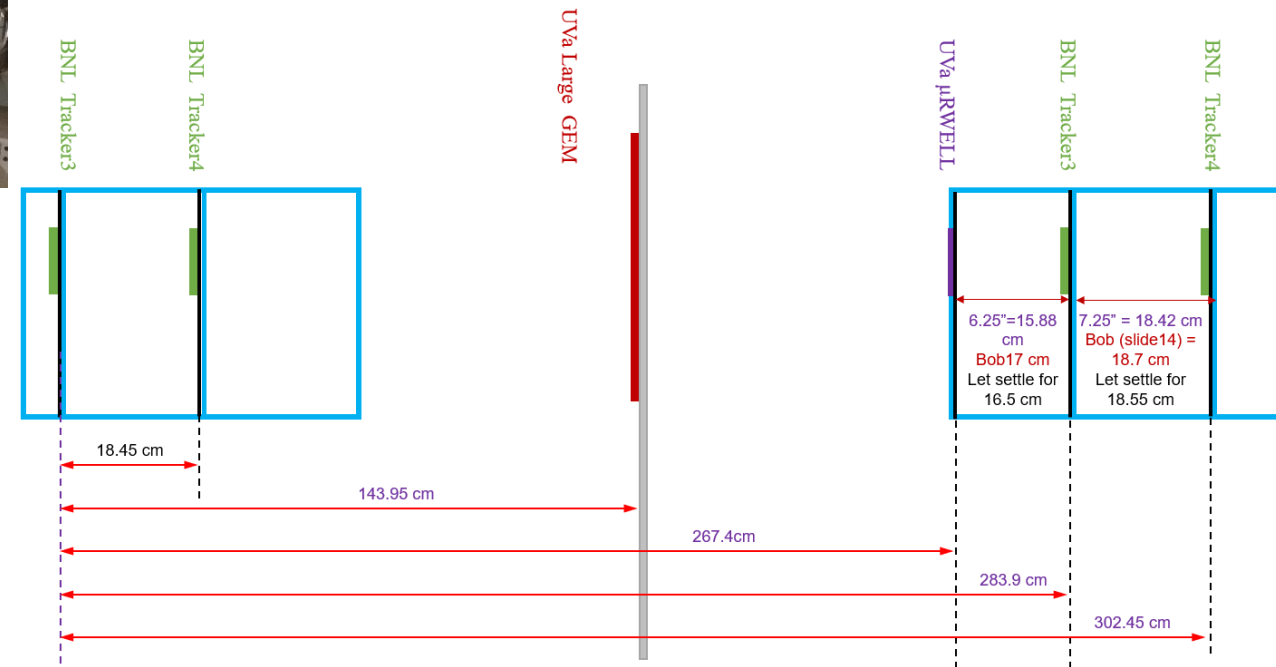 BNL Tracker3
BNL Tracker4
UVa Large GEM
UVa μRWELL
BNL Tracker3
BNL Tracker4
6.25”=15.88
cm
Bob17 cm
Let settle for
16.5 cm
7.25” = 18.42 cm
Bob (slide14) =
18.7 cm
Let settle for
18.55 cm
18.45 cm
143.95 cm
267.4cm
283.9 cm
302.45 cm